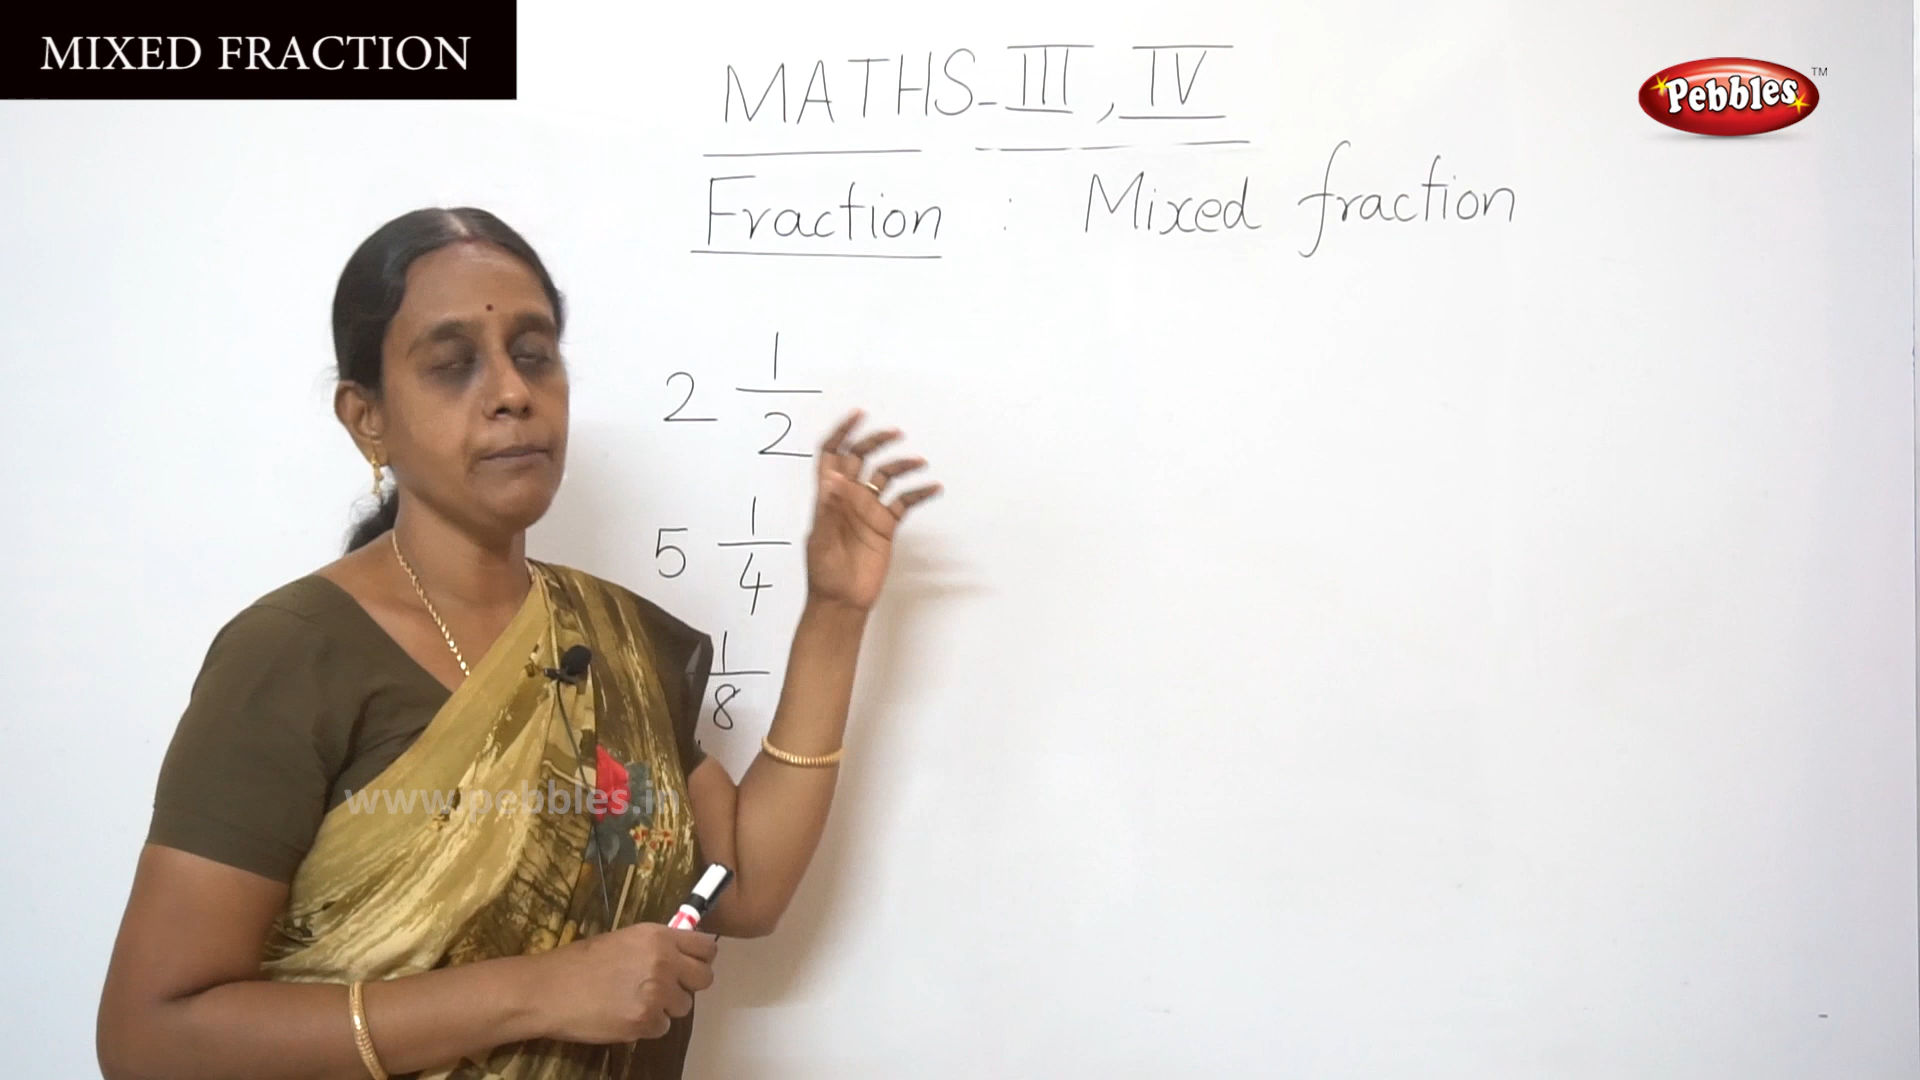 MIXED FRACTION
MATHS - III, IV
Pebbles TM
Fraction : Mixed fraction
2 1/2
5 1/4
1/8
www.pebbles.in